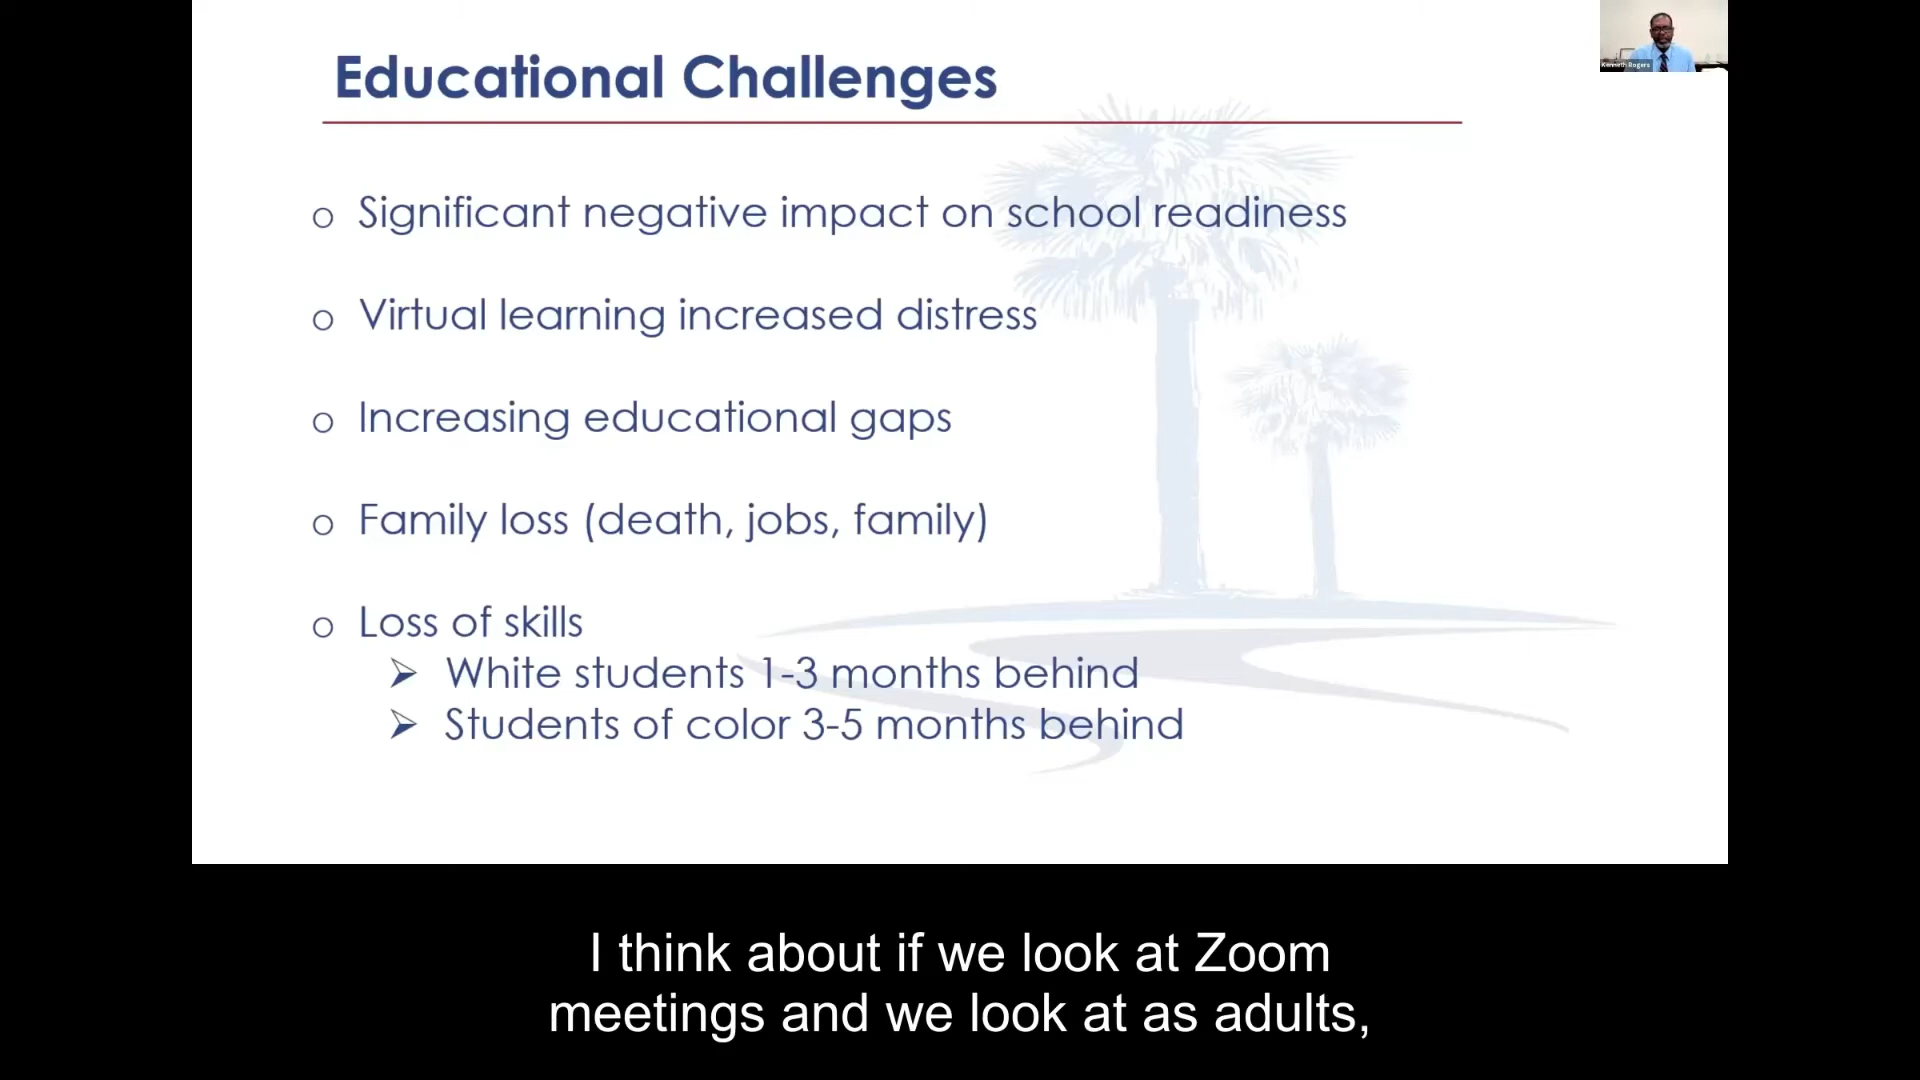 Educational Challenges
Kenneth Rogers
o Significant negative impact on school readiness
o Virtual learning increased distress
o Increasing educational gaps
o Family loss (death, jobs, family)
o Loss of skills
➢ White students 1-3 months behind
➢ Students of color 3-5 months behind
I think about if we look at Zoom
meetings and we look at as adults,